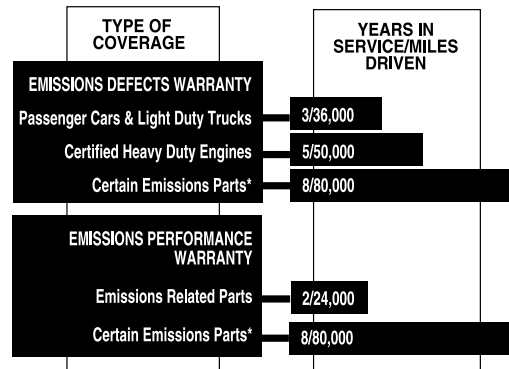 TYPE OF
COVERAGE
YEARS IN
SERVICE/MILES
DRIVEN
EMISSIONS DEFECTS WARRANTY
Passenger Cars & Light Duty Trucks 3/36,000
Certified Heavy Duty Engines 5/50,000
Certain Emissions Parts* 8/80,000
EMISSIONS PERFORMANCE
WARRANTY
Emissions Related Parts 2/24,000
Certain Emissions Parts* 8/80,000